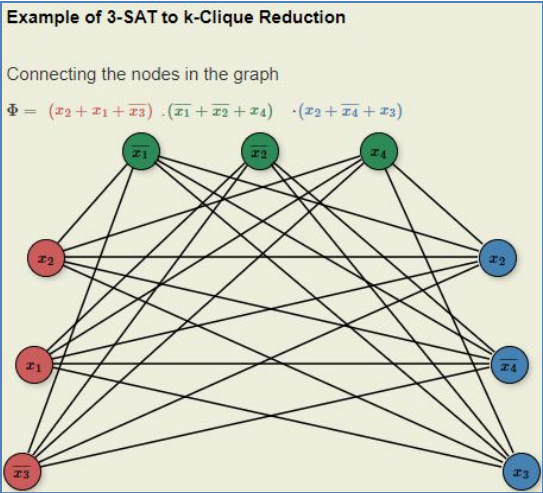 Example of 3-SAT to k-Clique Reduction
Connecting the nodes in the graph
Φ = (x₂ + x₁ + x̅₃) .(x̅₁ + x̅₂ + x₄) ·(x₂ + x̅₄ + x₃)
x̅₁ x̅₂ x₄
x₂ x₂
x₁ x̅₄
x̅₃ x₃